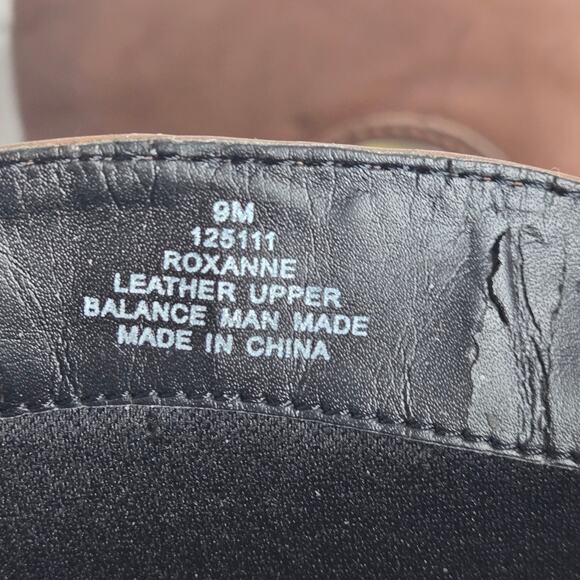 9M
125111
ROXANNE
LEATHER UPPER
BALANCE MAN MADE
MADE IN CHINA